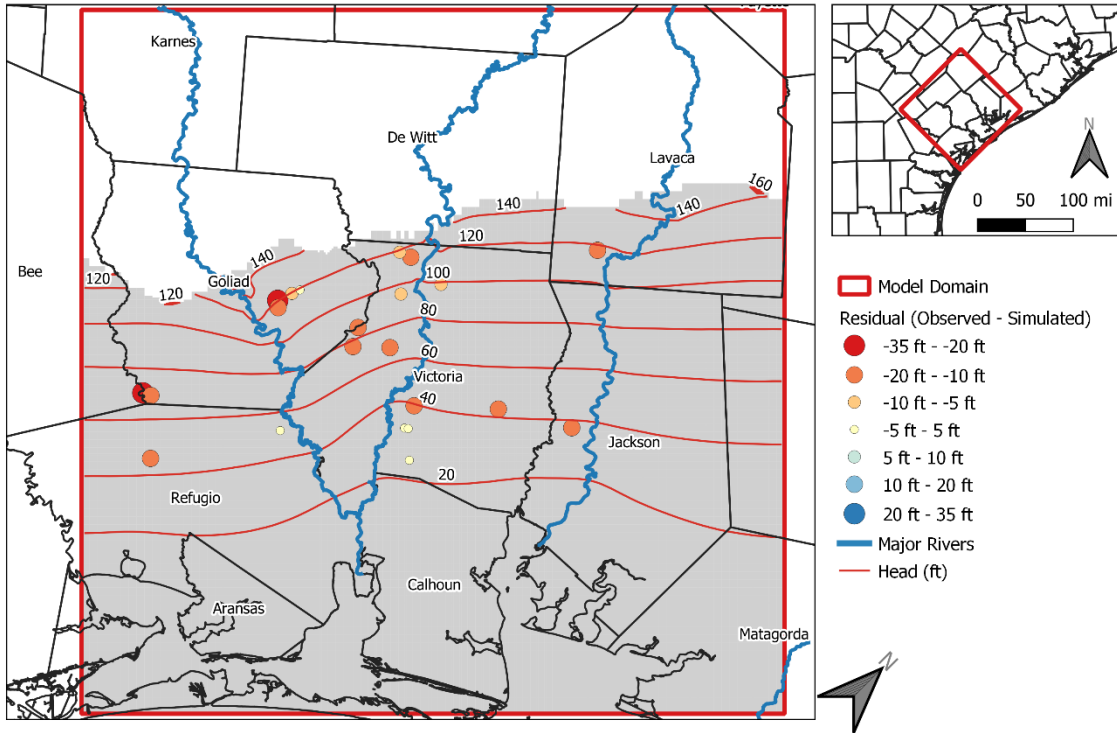 Karnes
De Witt
Lavaca
160
140
140
120
140
120
Goliad
100
Bee
120
80
60
Victoria
40
Jackson
20
Refugio
Calhoun
Aransas
Matagorda
N
N
0 50 100 mi
Model Domain
Residual (Observed - Simulated)
-35 ft - -20 ft
-20 ft - -10 ft
-10 ft - -5 ft
-5 ft - 5 ft
5 ft - 10 ft
10 ft - 20 ft
20 ft - 35 ft
Major Rivers
Head (ft)